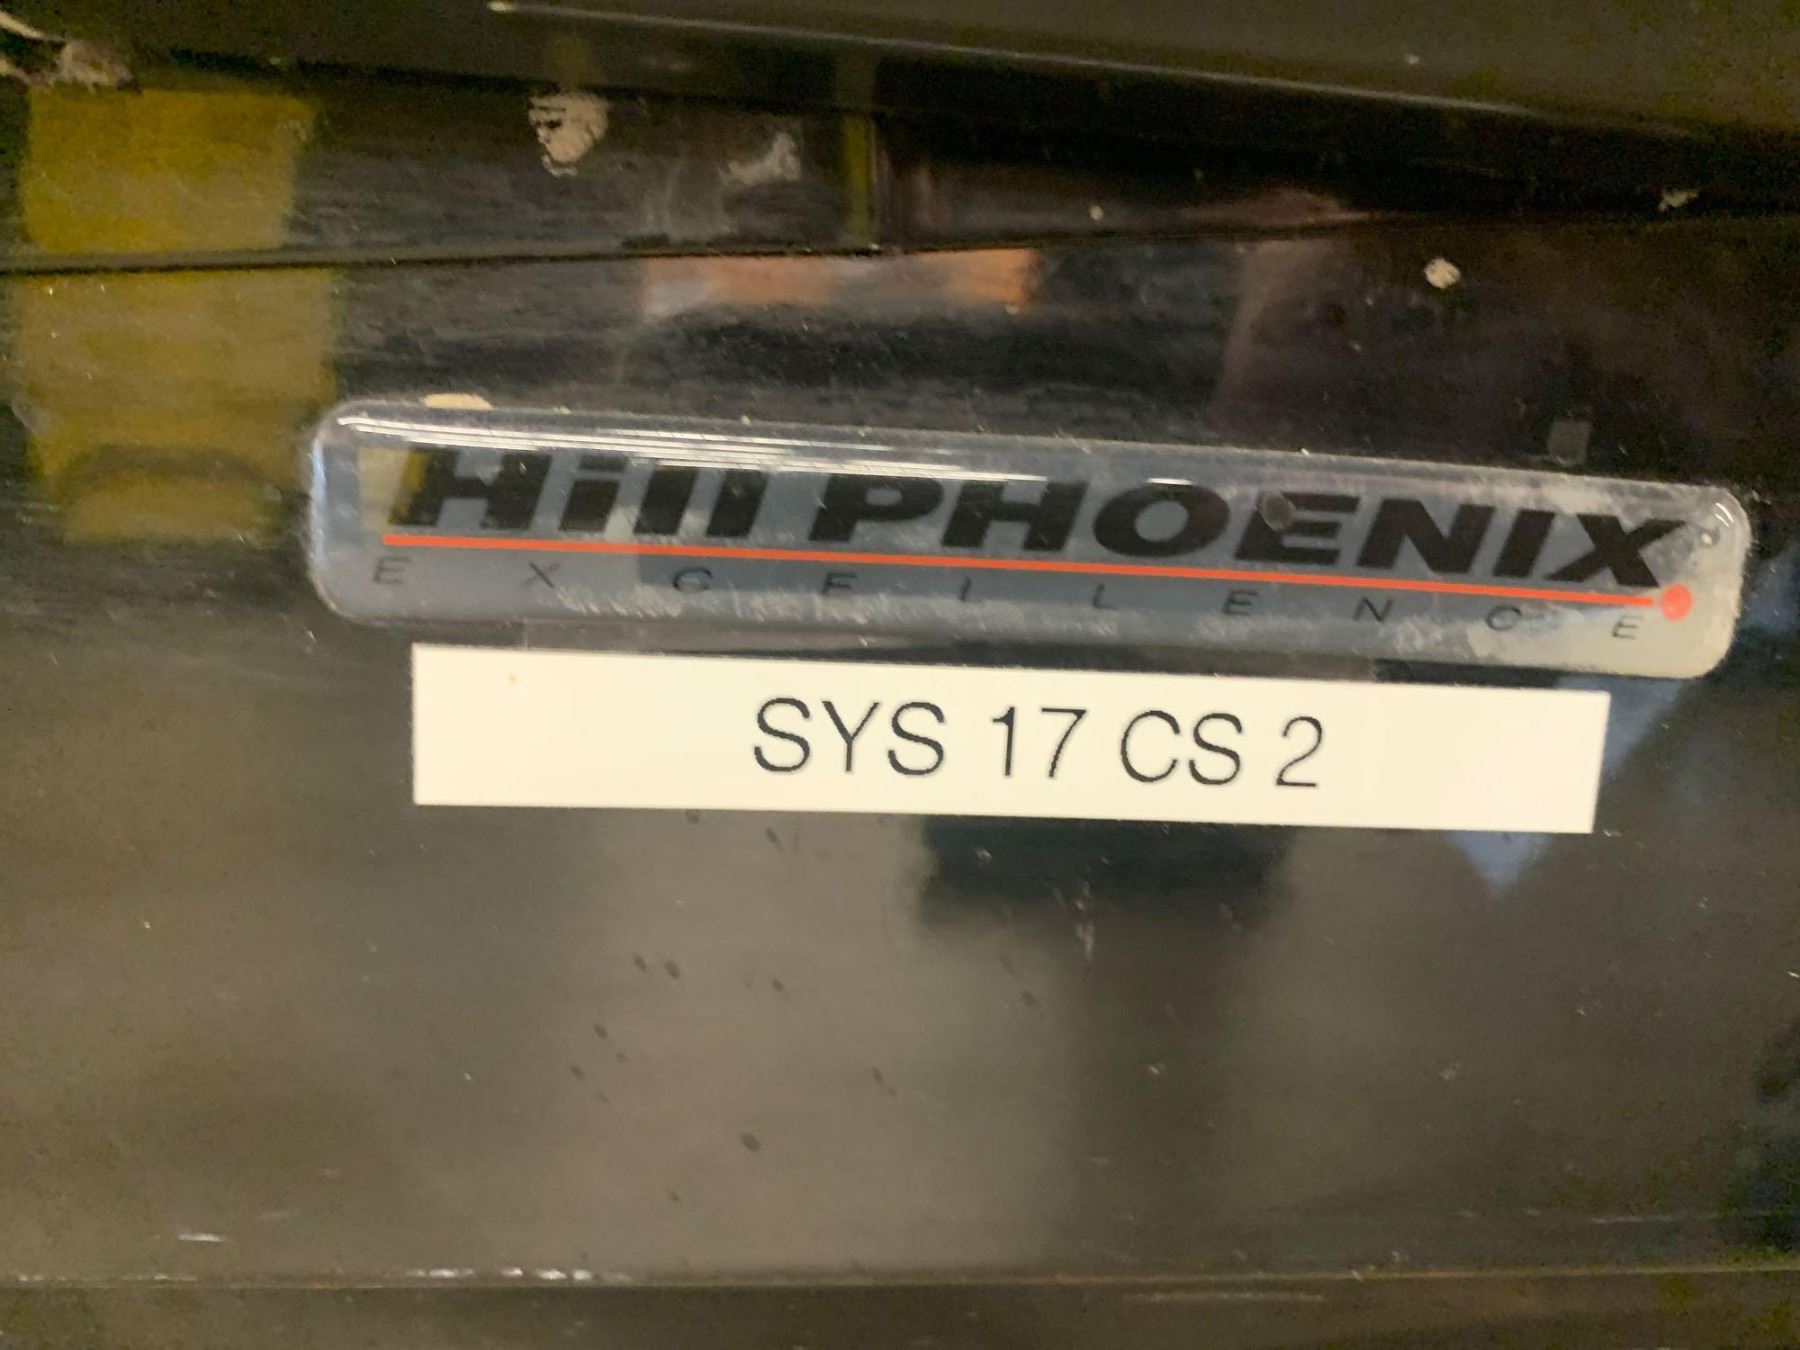 Hill PHOENIX
EXCELLENCE
SYS 17 CS 2